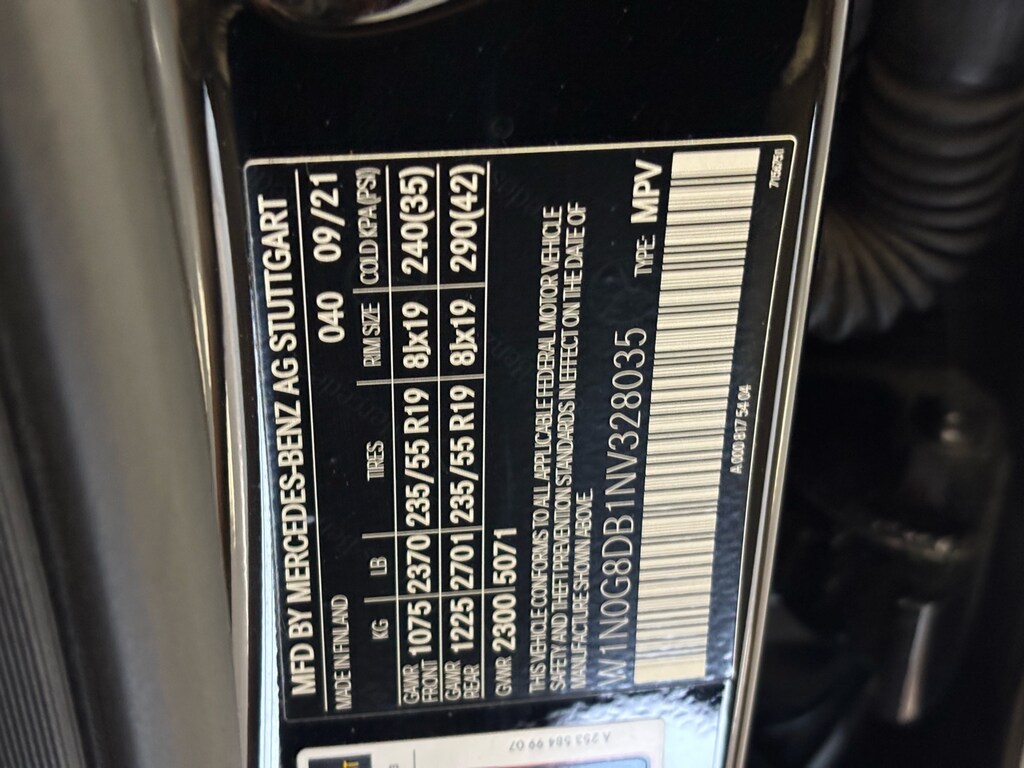 MFD BY MERCEDES-BENZ AG STUTTGART
MADE IN FINLAND 040 09/21
KG LB TIRES RIM SIZE COLD KPA (PSI)
GAWR FRONT 1075 2370 235/55 R19 8Jx19 240(35)
GAWR REAR 1225 2701 235/55 R19 8Jx19 290(42)
GVWR 2300 5071
THIS VEHICLE CONFORMS TO ALL APPLICABLE FEDERAL MOTOR VEHICLE
SAFETY AND THEFT PREVENTION STANDARDS IN EFFECT ON THE DATE OF
MANUFACTURE SHOWN ABOVE
W1N0G8DB1NV328035 TYPE: MPV
A 000 817 54 04
7156750
A 253 584 99 07